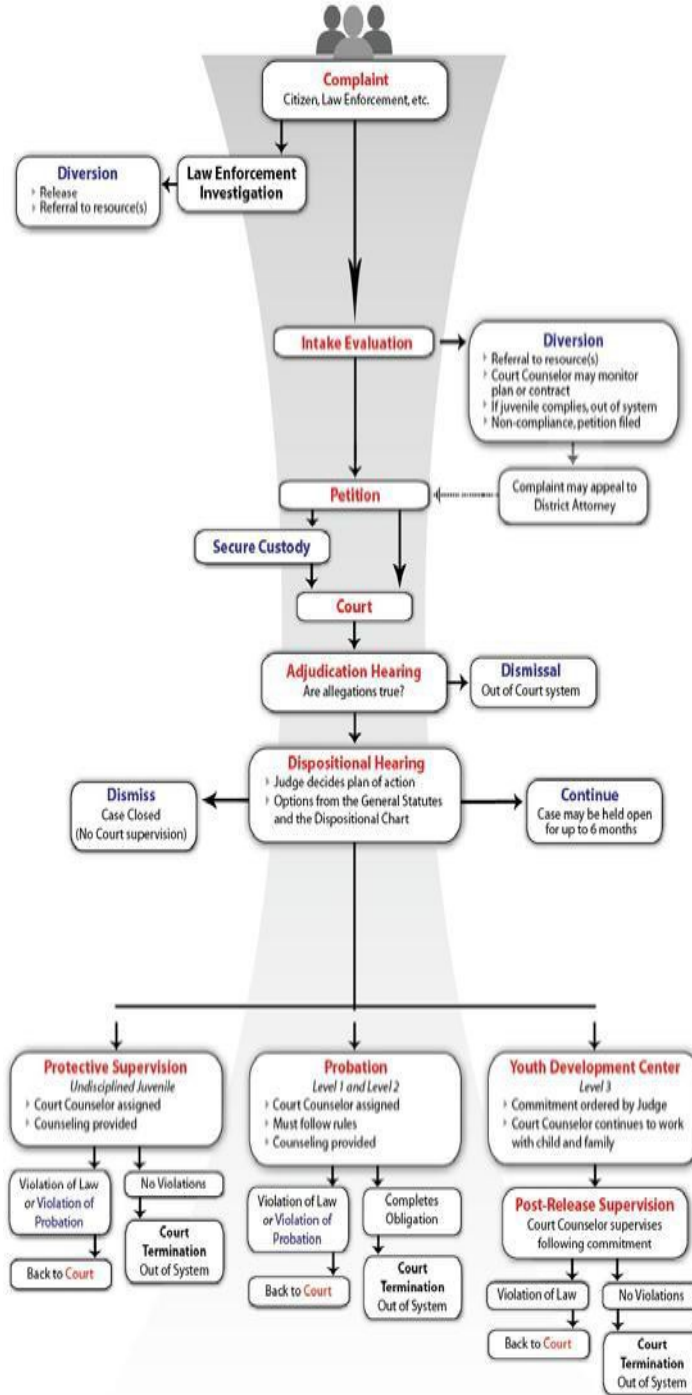 Complaint
Citizen, Law Enforcement, etc.
Diversion
Release
Referral to resource(s)
Law Enforcement
Investigation
Intake Evaluation
Diversion
Referral to resource(s)
Court Counselor may monitor
plan or contract
If juvenile complies, out of system
Non-compliance, petition filed
Complaint may appeal to
District Attorney
Petition
Secure Custody
Court
Adjudication Hearing
Are allegations true?
Dismissal
Out of Court system
Dispositional Hearing
Judge decides plan of action
Options from the General Statutes
and the Dispositional Chart
Dismiss
Case Closed
(No Court supervision)
Continue
Case may be held open
for up to 6 months
Protective Supervision
Undisciplined Juvenile
Court Counselor assigned
Counseling provided
Violation of Law
or Violation of
Probation
Back to Court
No Violations
Court
Termination
Out of System
Probation
Level 1 and Level 2
Court Counselor assigned
Must follow rules
Counseling provided
Violation of Law
or Violation of
Probation
Back to Court
Completes
Obligation
Court
Termination
Out of System
Youth Development Center
Level 3
Commitment ordered by Judge
Court Counselor continues to work
with child and family
Post-Release Supervision
Court Counselor supervises
following commitment
Violation of Law
Back to Court
No Violations
Court
Termination
Out of System